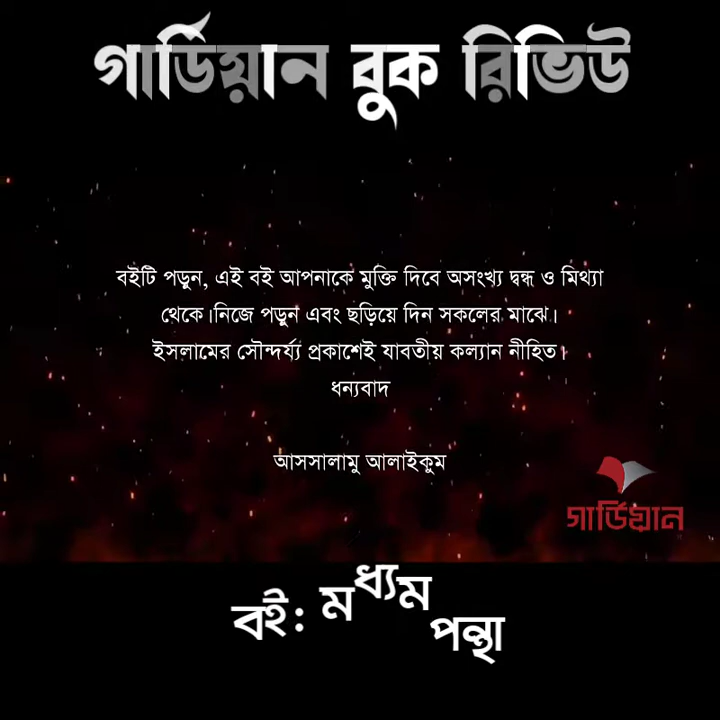 গার্ডিয়ান বুক রিভিউ
বইটি পড়ুন, এই বই আপনাকে মুক্তি দিবে অসংখ্য দ্বন্ধ ও মিথ্যা
থেকে।নিজে পড়ুন এবং ছড়িয়ে দিন সকলের মাঝে।
ইসলামের সৌন্দর্য্য প্রকাশেই যাবতীয় কল্যান নীহিত।
ধন্যবাদ
আসসালামু আলাইকুম
গার্ডিয়ান
বই: মধ্যম
পন্থা